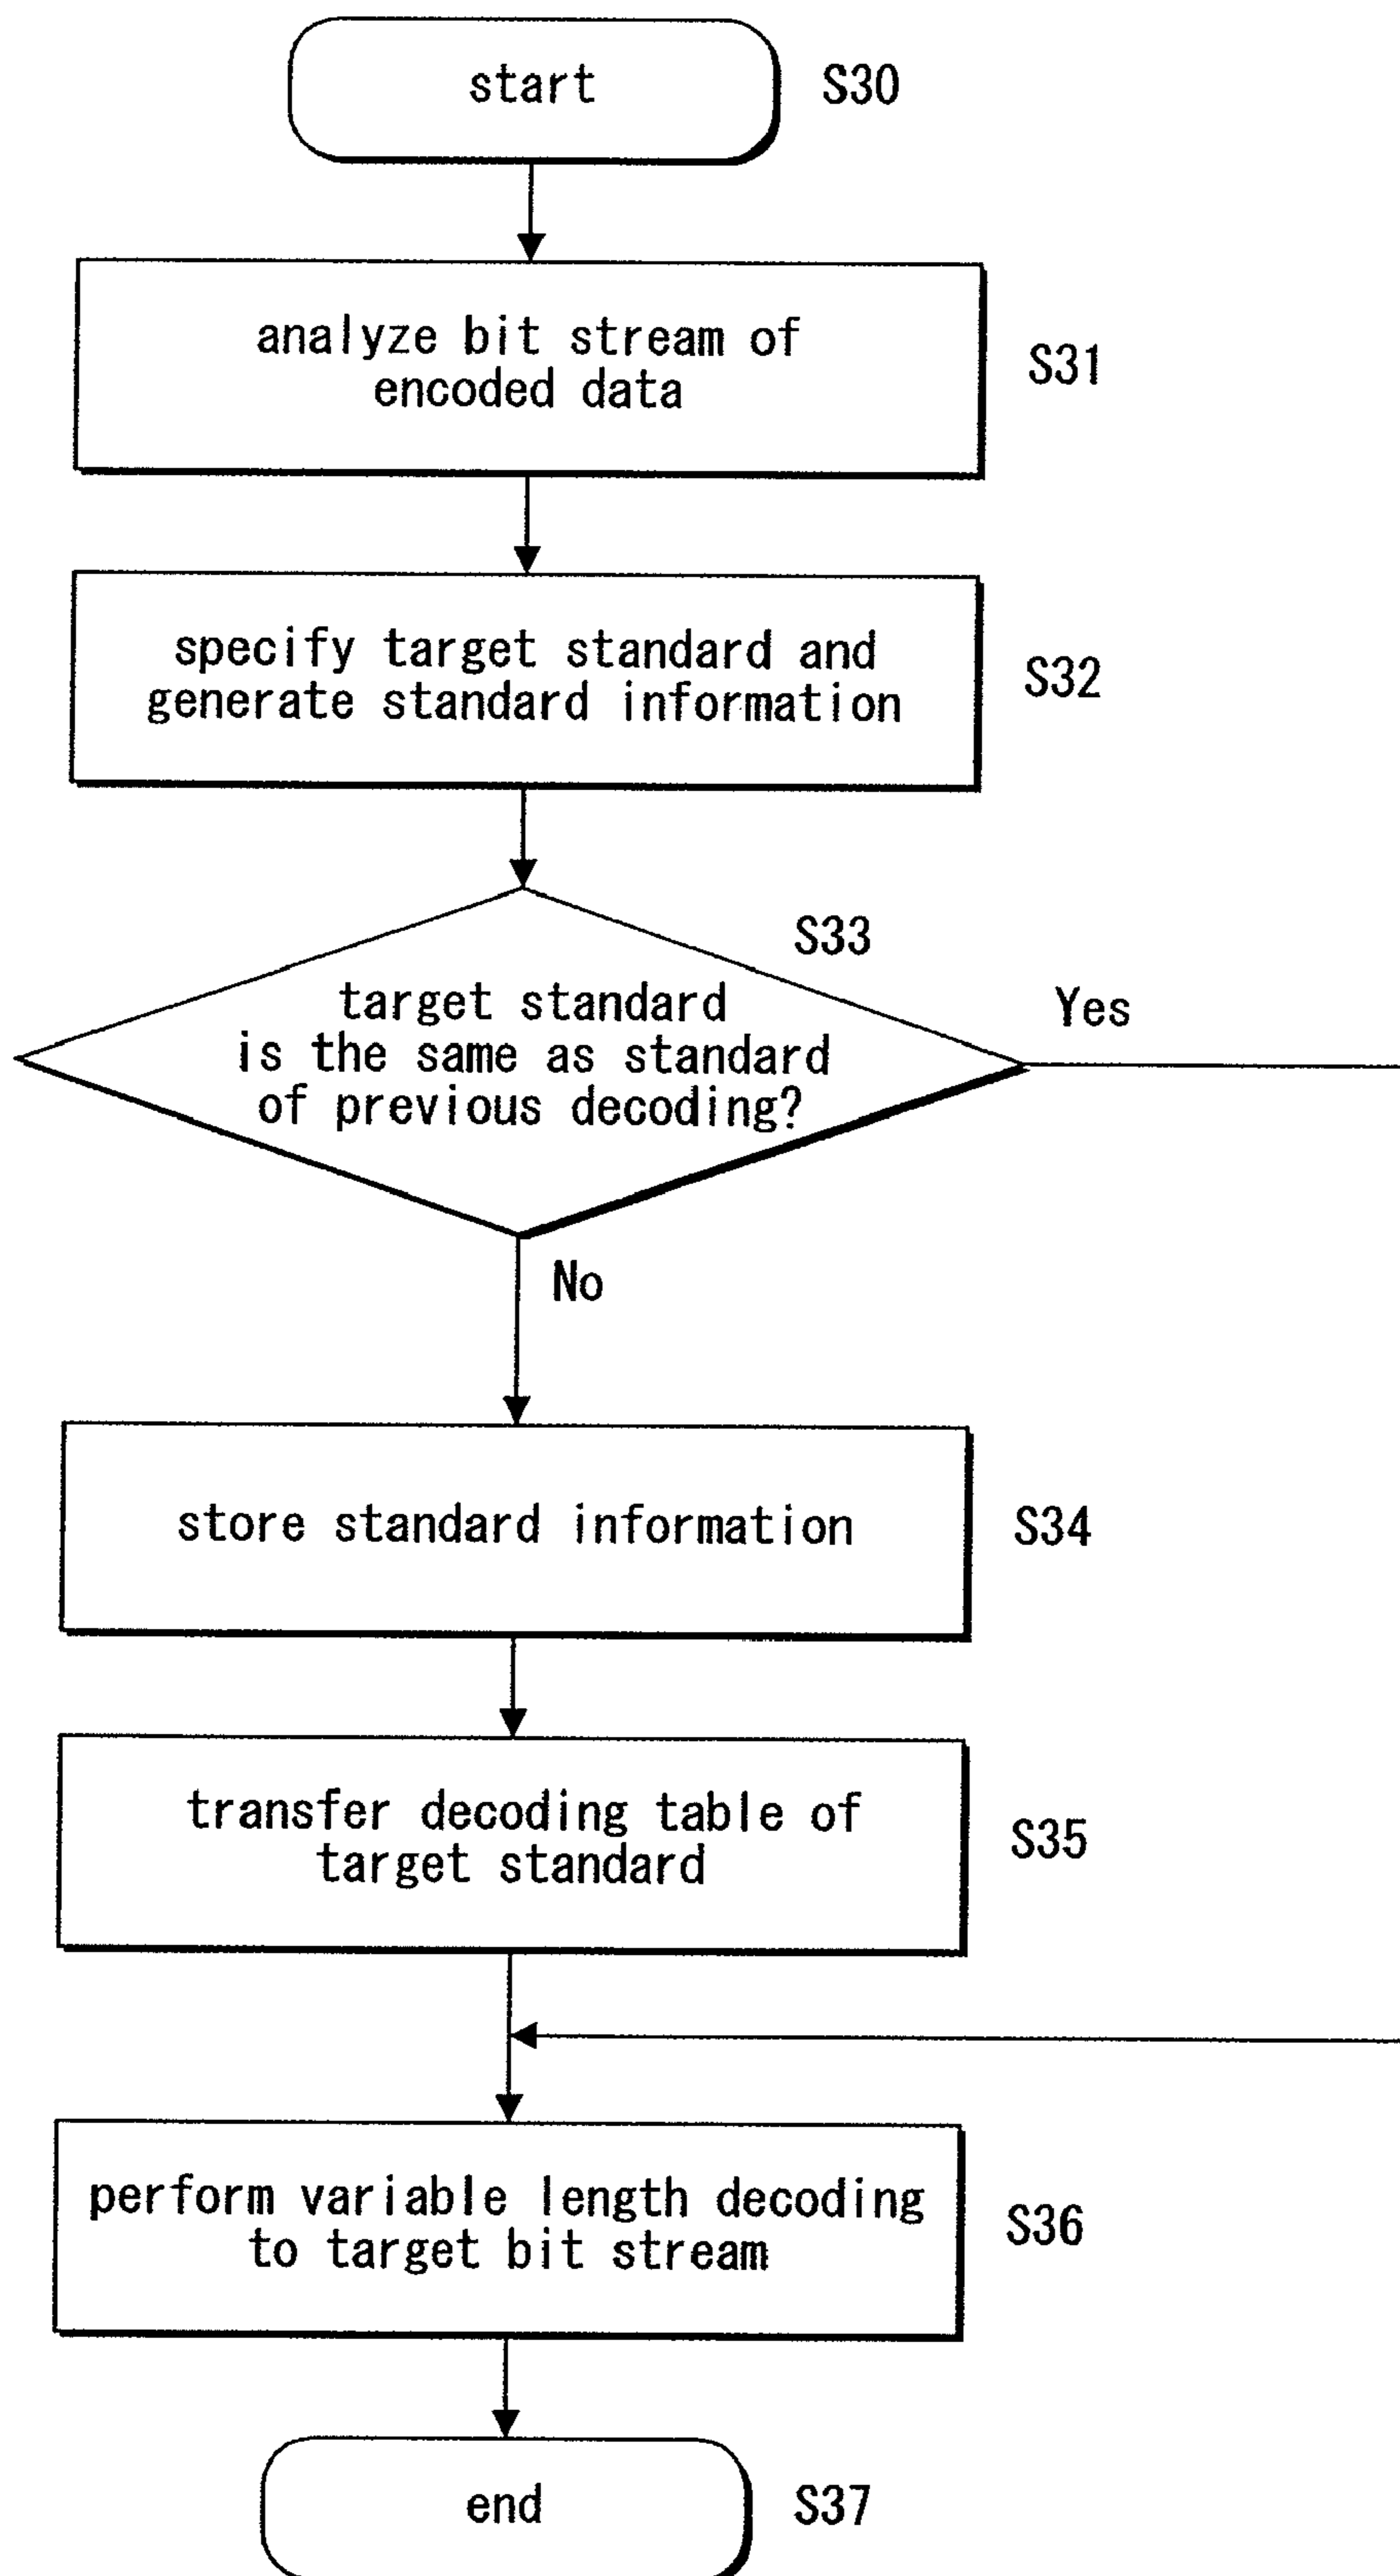 start
S30
analyze bit stream of
encoded data
S31
specify target standard and
generate standard information
S32
S33
target standard
is the same as standard
of previous decoding?
Yes
No
store standard information
S34
transfer decoding table of
target standard
S35
perform variable length decoding
to target bit stream
S36
end
S37